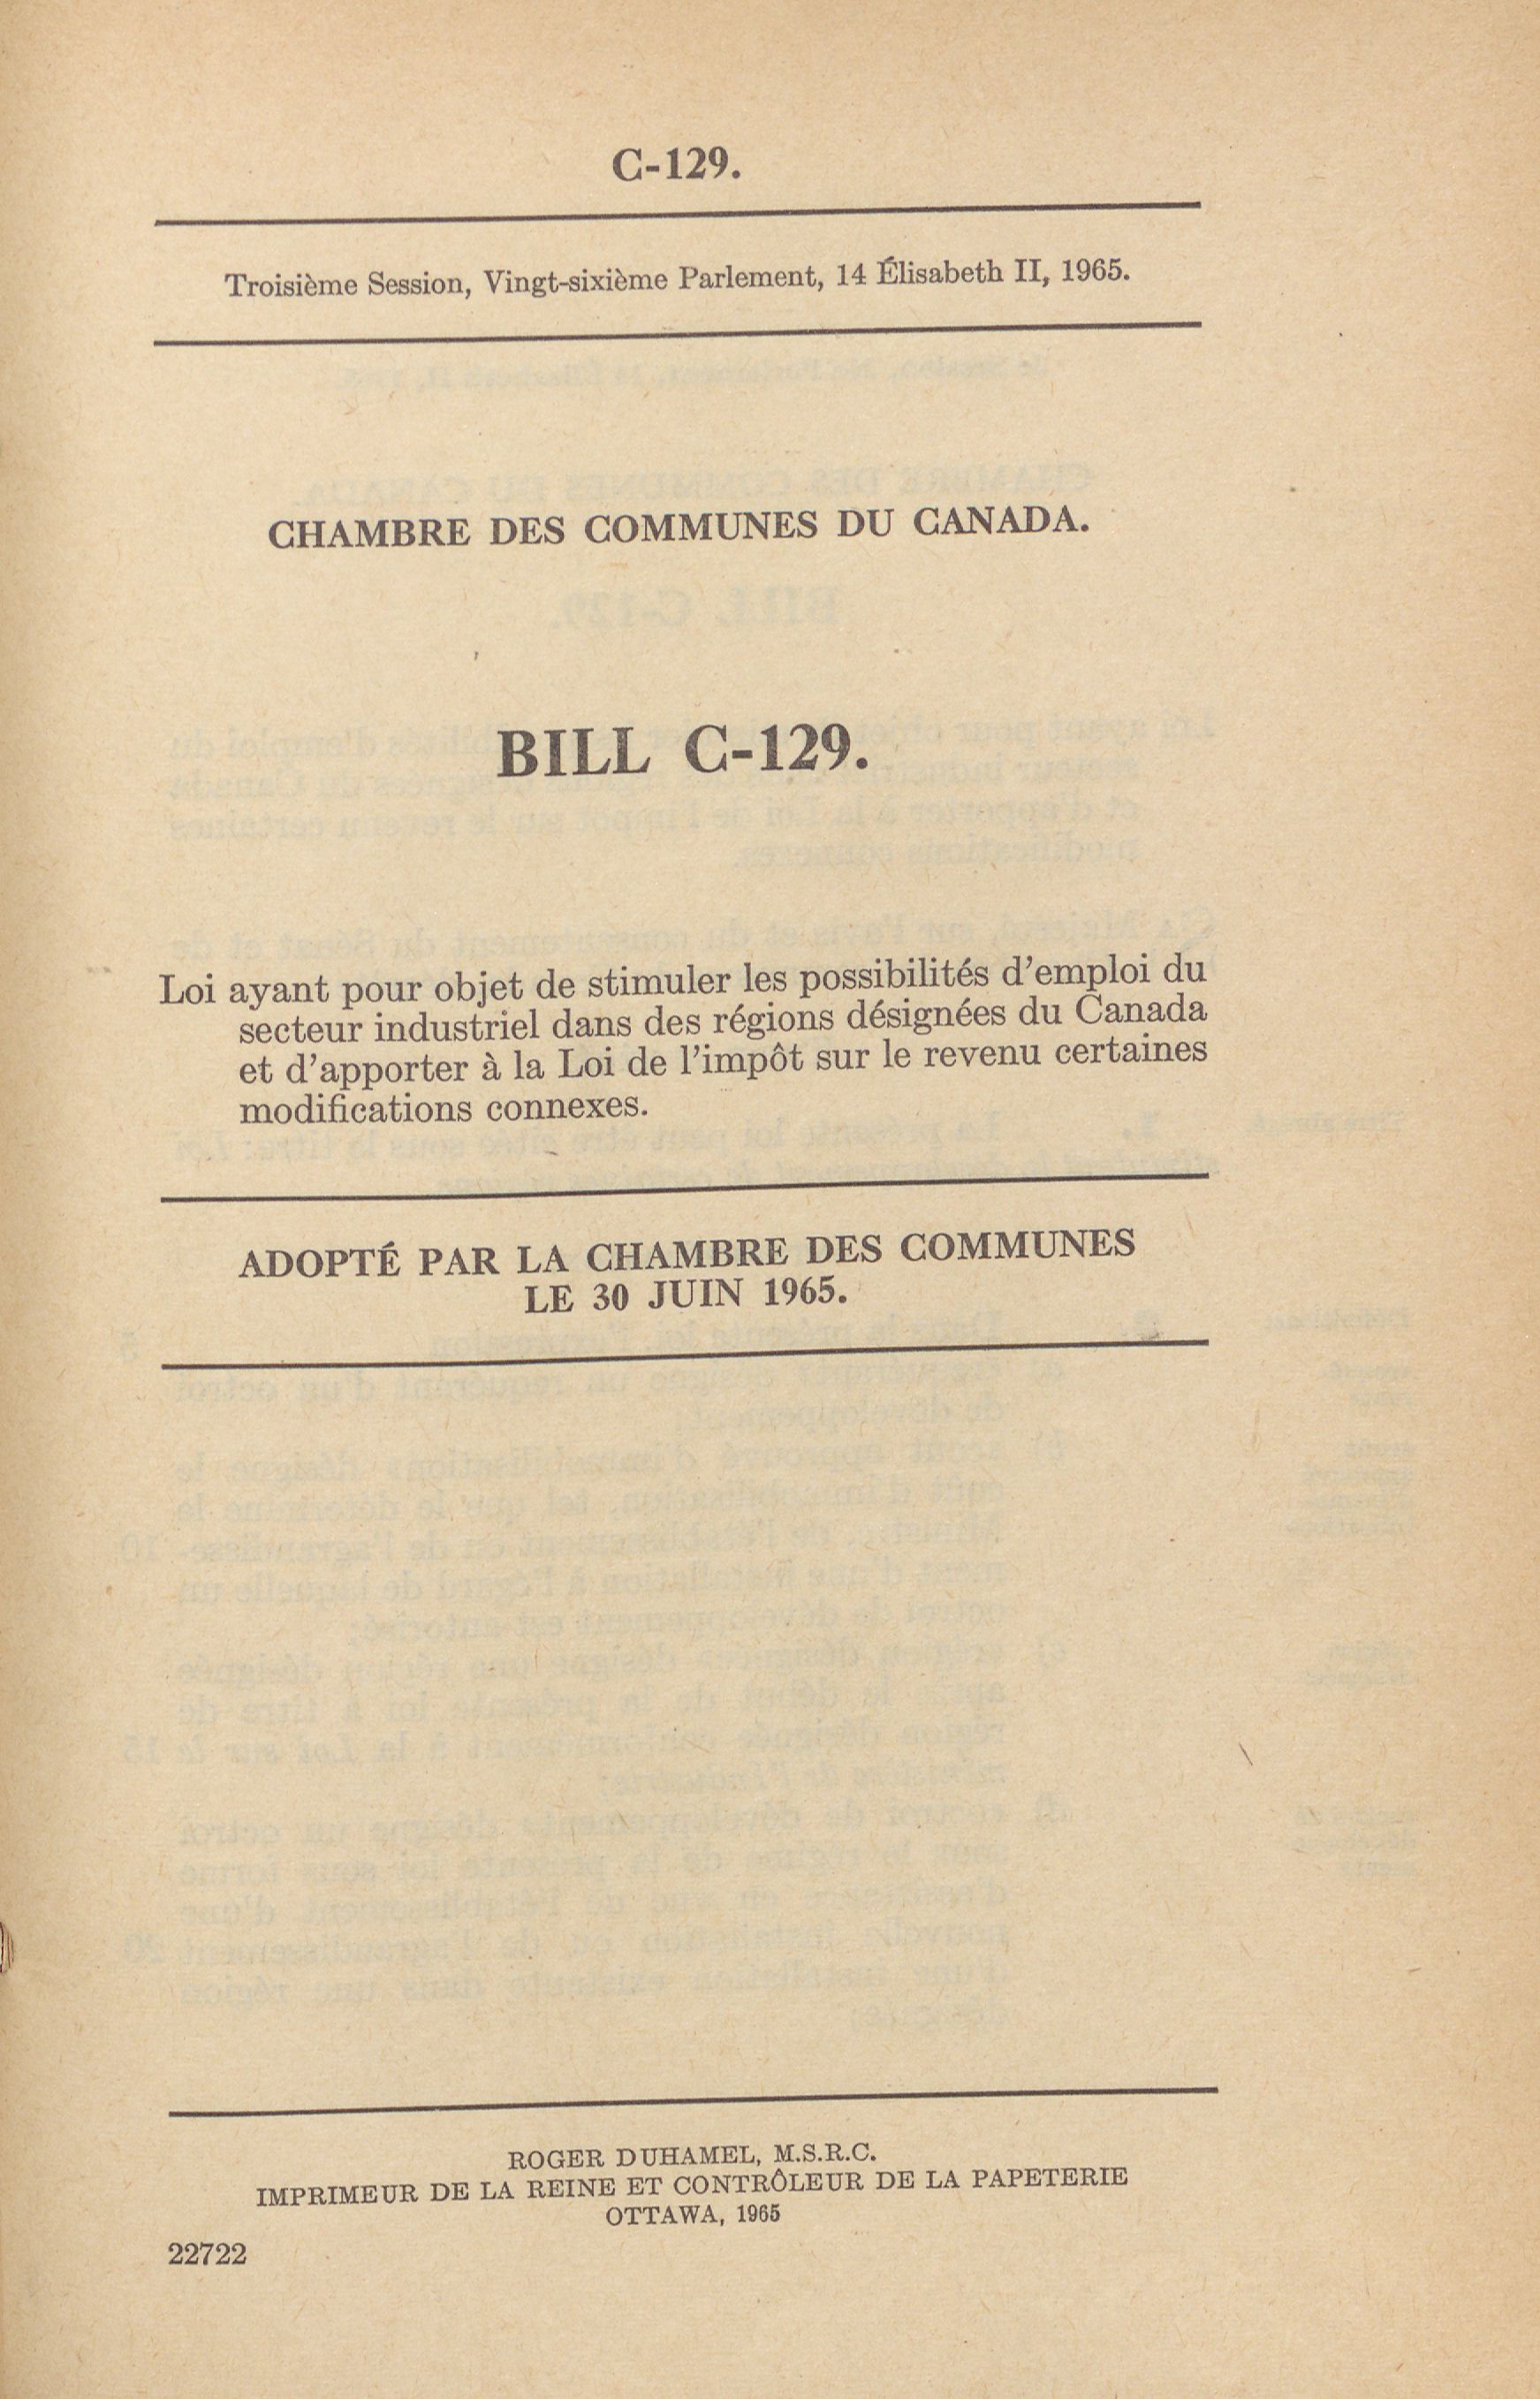 C-129.
Troisième Session, Vingt-sixième Parlement, 14 Élisabeth II, 1965.
CHAMBRE DES COMMUNES DU CANADA.
BILL C-129.
Loi ayant pour objet de stimuler les possibilités d'emploi du
secteur industriel dans des régions désignées du Canada
et d'apporter à la Loi de l'impôt sur le revenu certaines
modifications connexes.
ADOPTÉ PAR LA CHAMBRE DES COMMUNES
LE 30 JUIN 1965.
ROGER DUHAMEL, M.S.R.C.
IMPRIMEUR DE LA REINE ET CONTRÔLEUR DE LA PAPETERIE
OTTAWA, 1965
22722